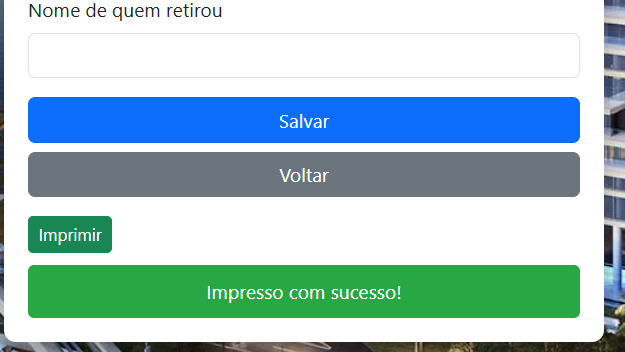 Nome de quem retirou
Salvar
Voltar
Imprimir
Impresso com sucesso!